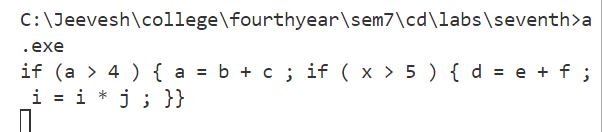 C:\Jeevesh\college\fourthyear\sem7\cd\labs\seventh>a
.exe
if (a > 4 ) { a = b + c ; if ( x > 5 ) { d = e + f ;
 i = i * j ; }}